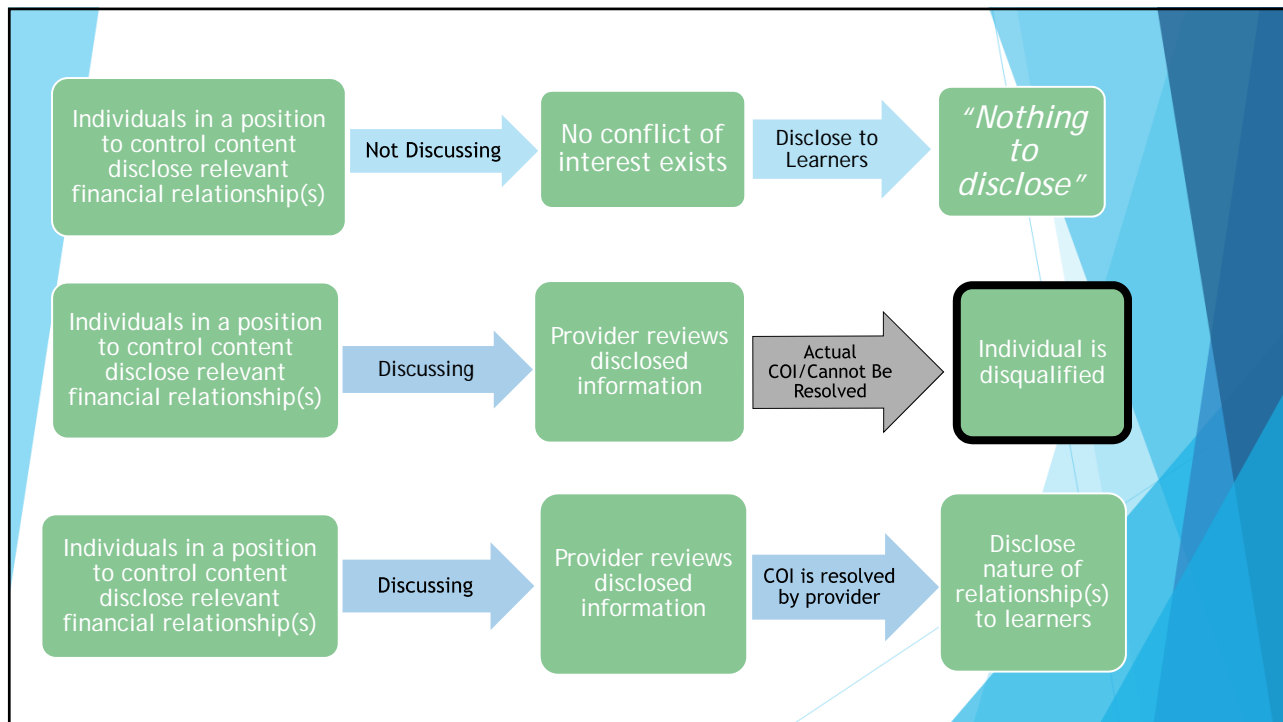 Individuals in a position
to control content
disclose relevant
financial relationship(s)
Not Discussing
No conflict of
interest exists
Disclose to
Learners
“Nothing
to
disclose”
Individuals in a position
to control content
disclose relevant
financial relationship(s)
Discussing
Provider reviews
disclosed
information
Actual
COI/Cannot Be
Resolved
Individual is
disqualified
Individuals in a position
to control content
disclose relevant
financial relationship(s)
Discussing
Provider reviews
disclosed
information
COI is resolved
by provider
Disclose
nature of
relationship(s)
to learners